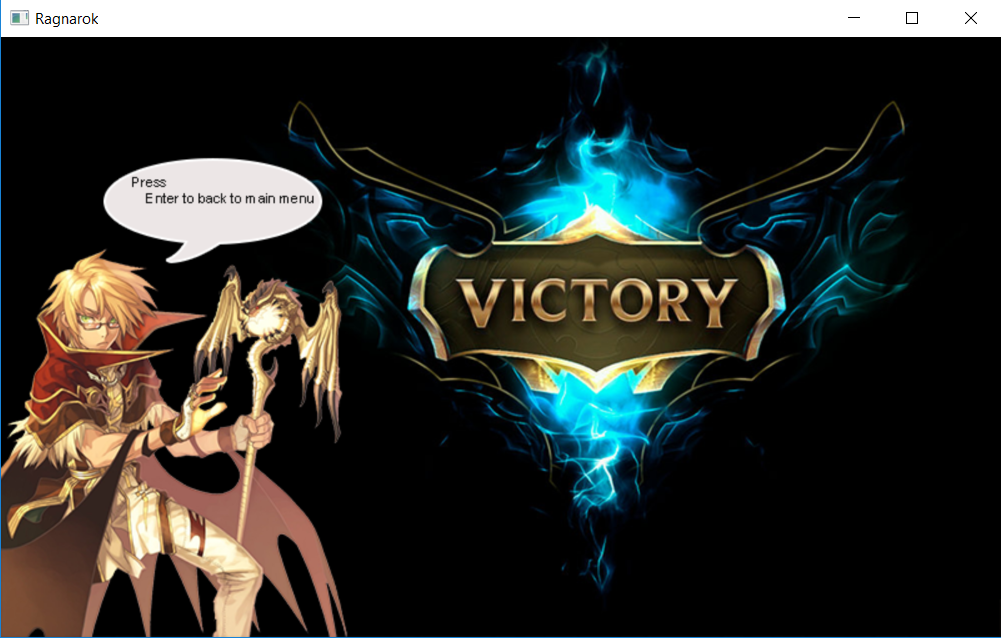 Ragnarok
Press
Enter to back to main menu
VICTORY